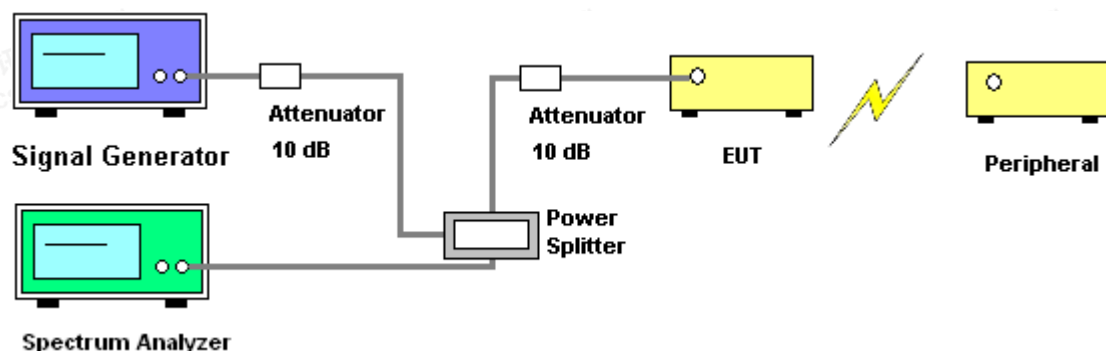 Attenuator
10 dB
Signal Generator
Attenuator
10 dB
EUT
Peripheral
Power
Splitter
Spectrum Analyzer